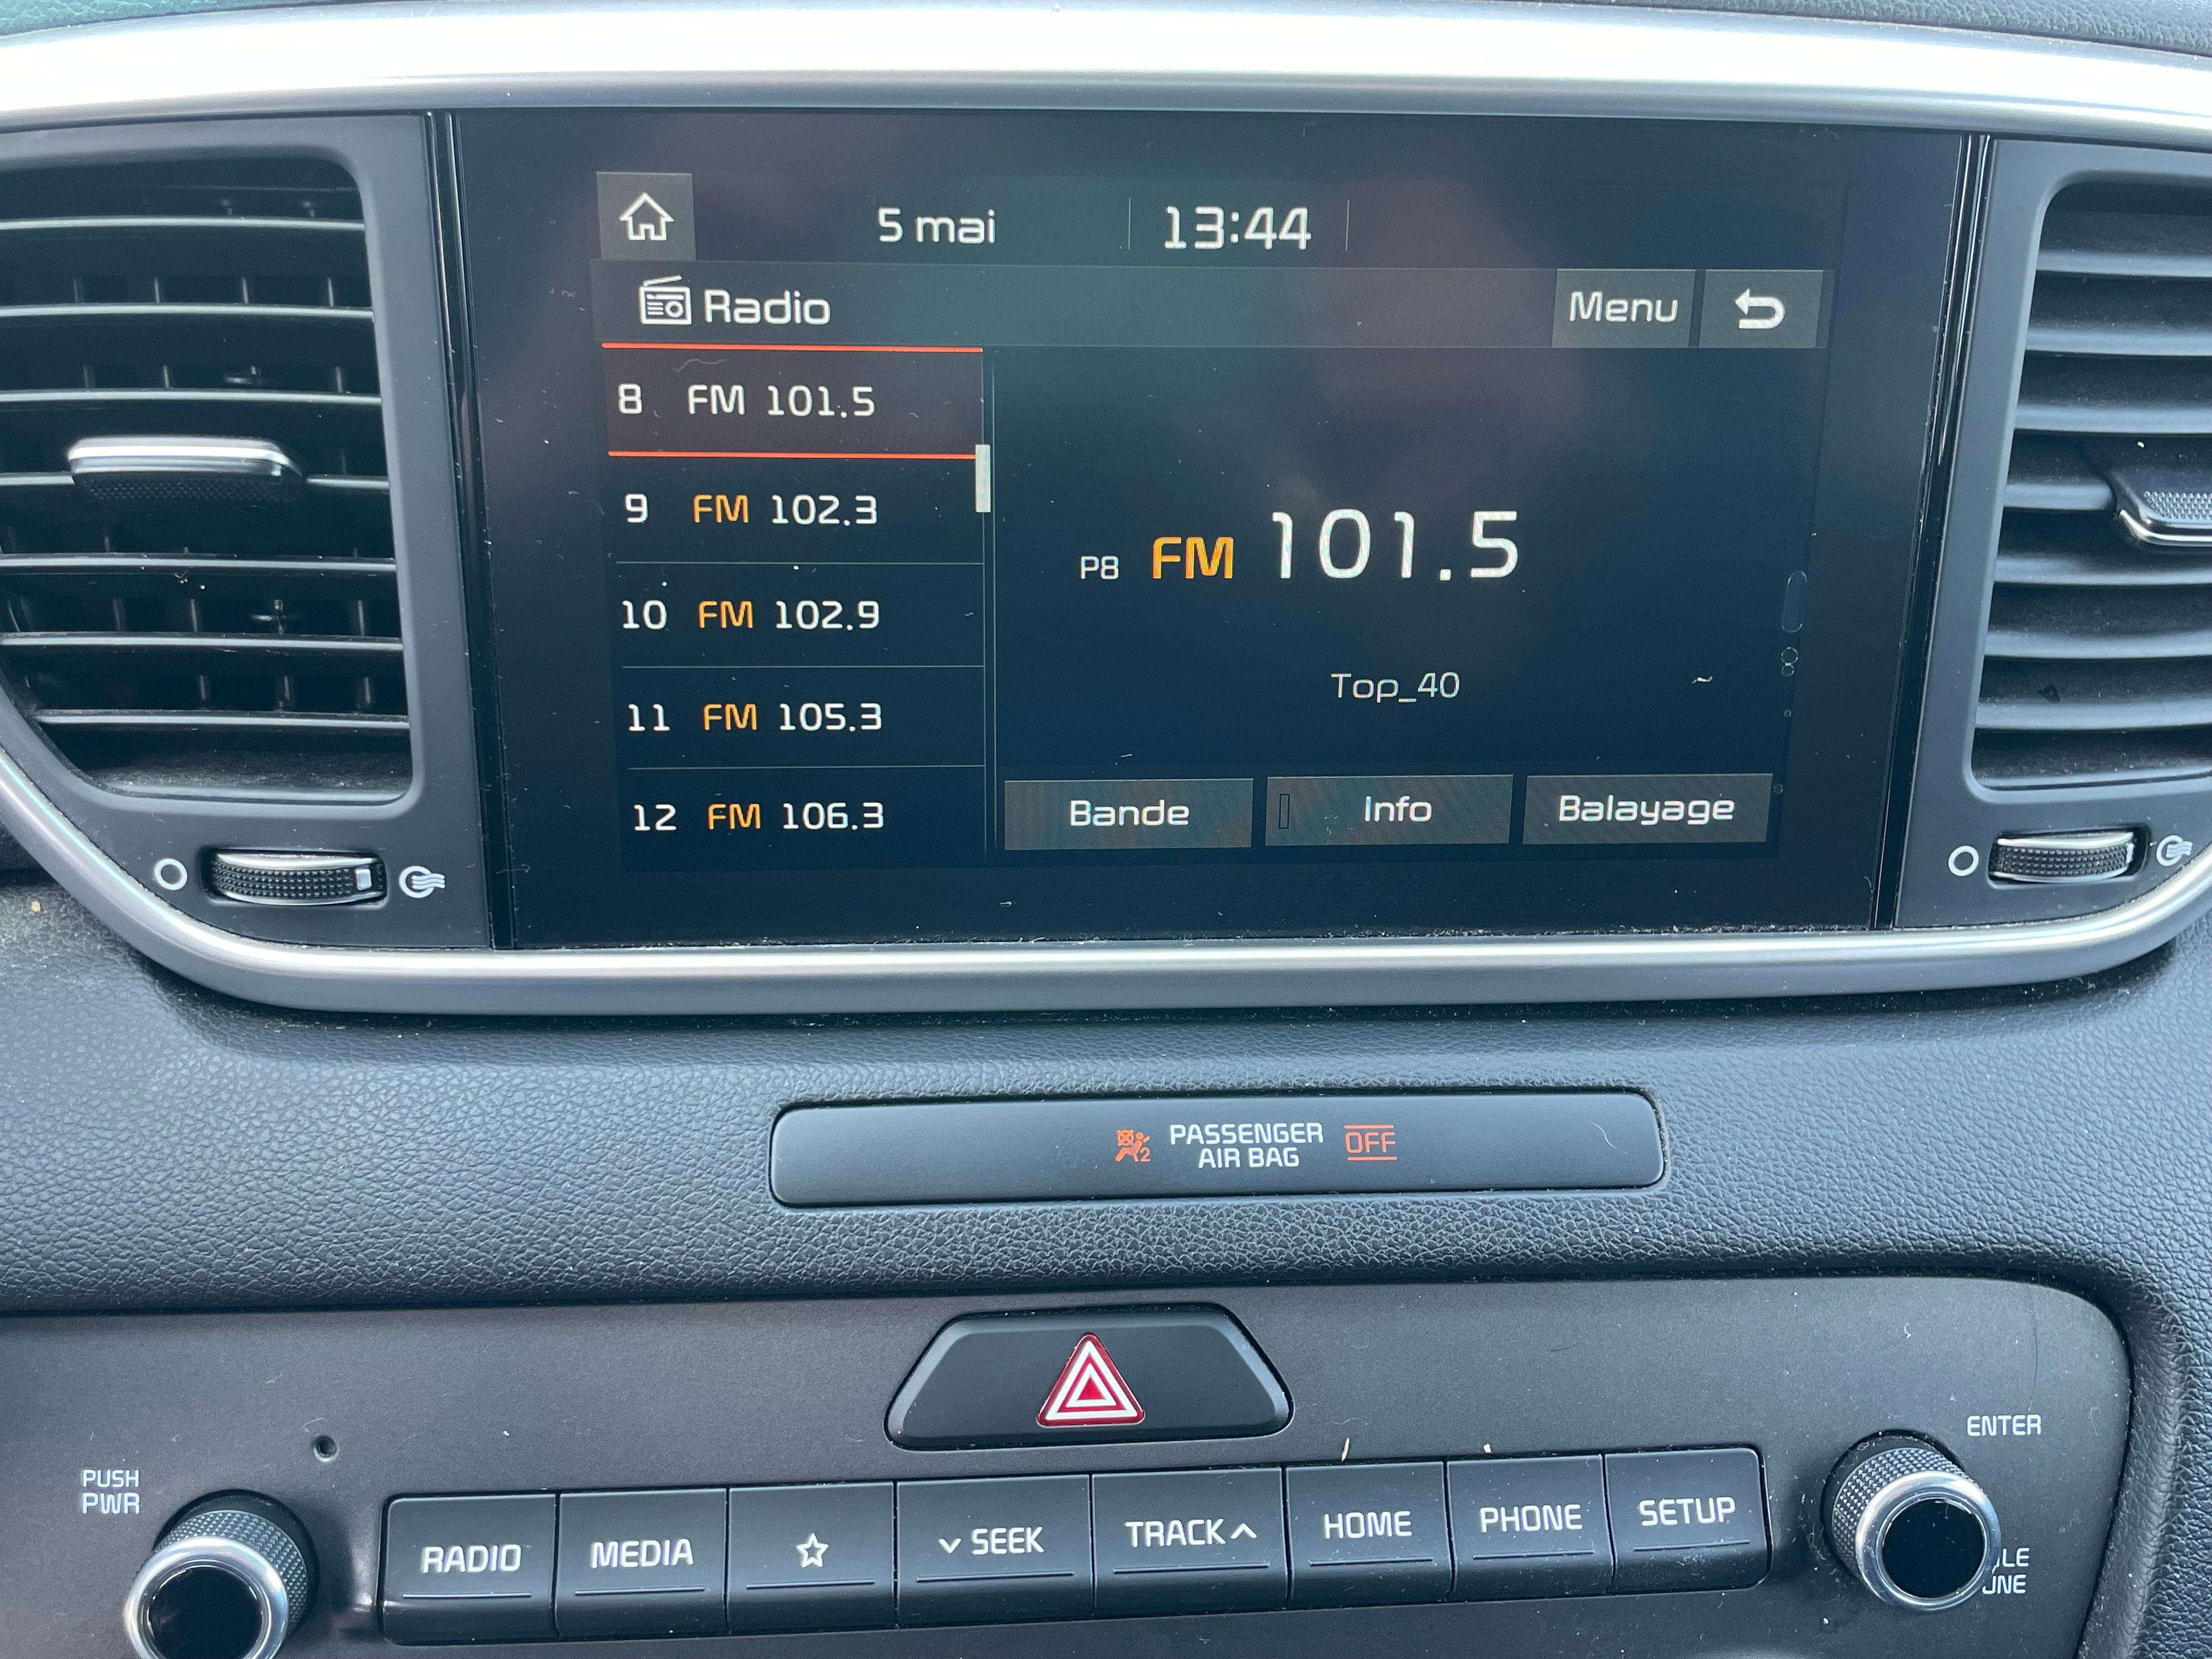 5 mai 13:44
Radio Menu
8 FM 101.5
9 FM 102.3
10 FM 102.9
11 FM 105.3
12 FM 106.3
P8 FM 101.5
Top_40
Bande Info Balayage
PASSENGER
AIR BAG OFF
2
PUSH
PWR
RADIO MEDIA SEEK TRACK HOME PHONE SETUP
ENTER